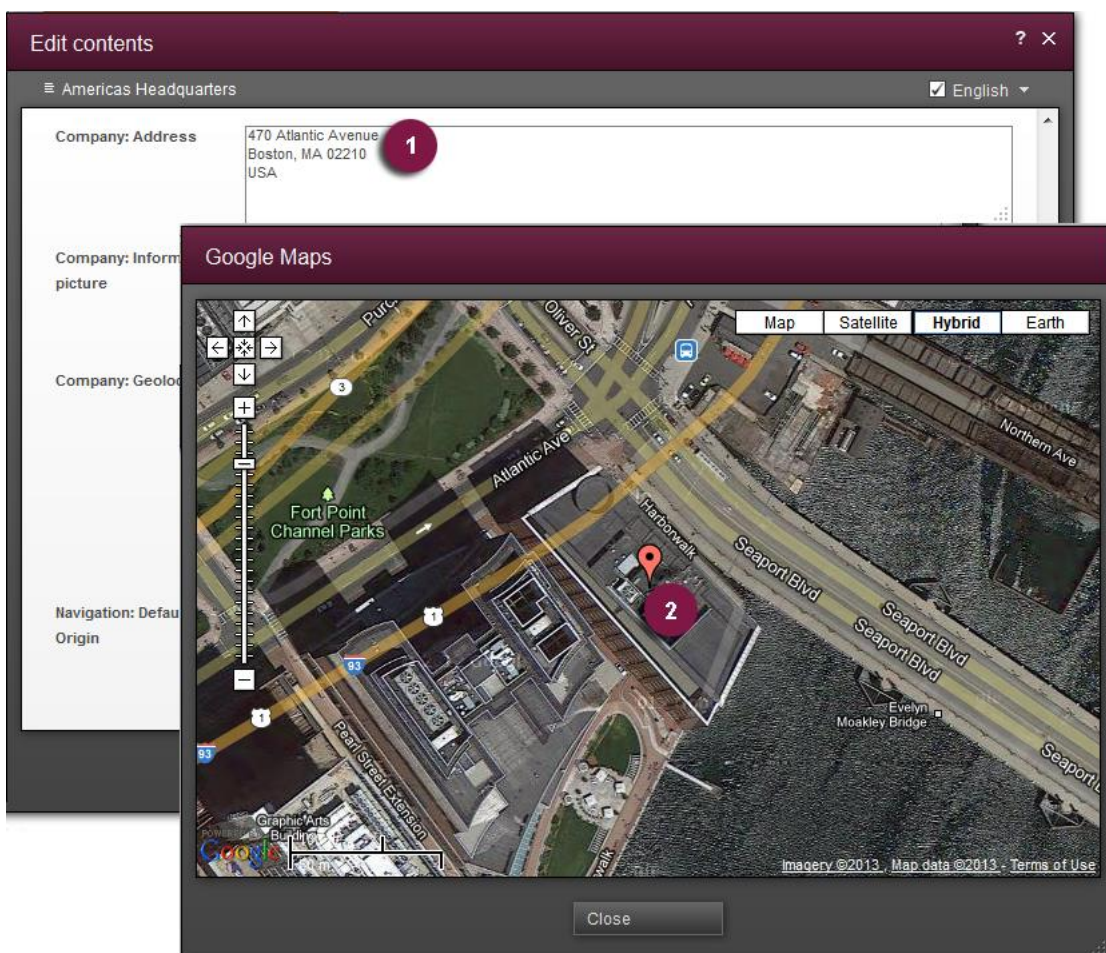 Edit contents
? ×
Americas Headquarters
English
Company: Address
470 Atlantic Avenue
Boston, MA 02210
USA
1
Company: Inform
picture
Company: Geoloc
Navigation: Defau
Origin
Google Maps
Map
Satellite
Hybrid
Earth
Oliver St
3
Northern Ave
Atlantic Ave
Fort Point
Channel Parks
Harborwalk
Seaport Blvd
Seaport Blvd
Seaport Blvd
Seaport Blvd
2
1
93
1
93
Evelyn
Moakley Bridge
Pearl Street Extension
Graphic Arts
Google
Imagery ©2013 , Map data ©2013 - Terms of Use
Close